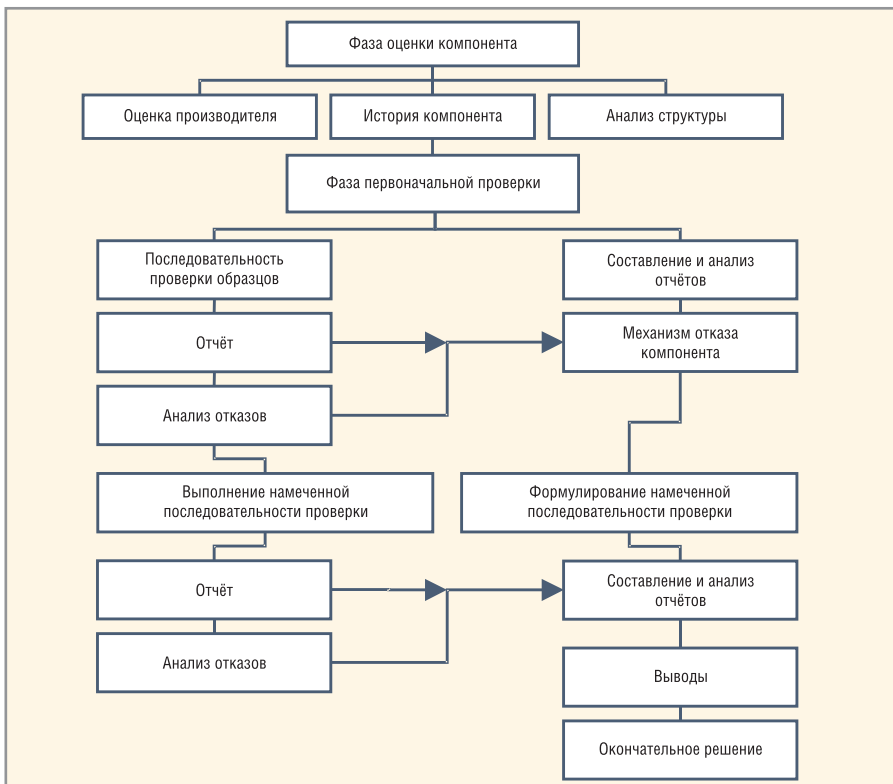 Фаза оценки компонента
Оценка производителя
История компонента
Анализ структуры
Фаза первоначальной проверки
Последовательность
проверки образцов
Составление и анализ
отчётов
Отчёт
Механизм отказа
компонента
Анализ отказов
Выполнение намеченной
последовательности проверки
Формулирование намеченной
последовательности проверки
Отчёт
Составление и анализ
отчётов
Анализ отказов
Выводы
Окончательное решение